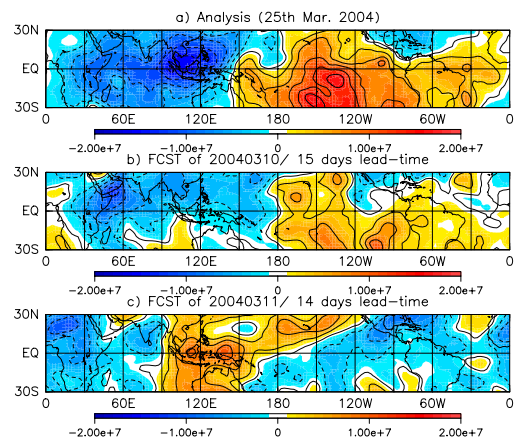 a) Analysis (25th Mar. 2004)
30N
EQ
30S
0 60E 120E 180 120W 60W 0
−2.00e+7 −1.00e+7 0 1.00e+7 2.00e+7
b) FCST of 20040310/ 15 days lead−time
30N
EQ
30S
0 60E 120E 180 120W 60W 0
−2.00e+7 −1.00e+7 0 1.00e+7 2.00e+7
c) FCST of 20040311/ 14 days lead−time
30N
EQ
30S
0 60E 120E 180 120W 60W 0
−2.00e+7 −1.00e+7 0 1.00e+7 2.00e+7